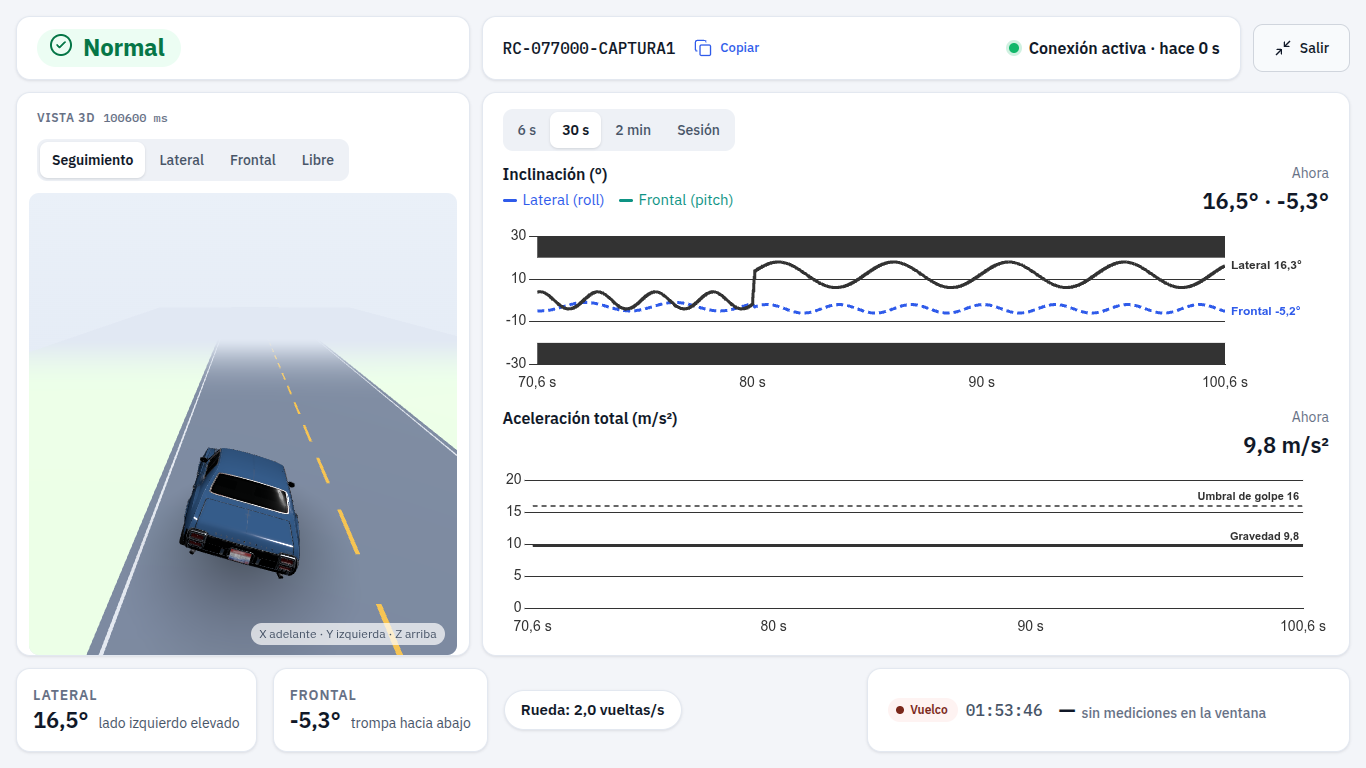 Normal
RC-077000-CAPTURA1 Copiar
Conexión activa · hace 0 s
Salir
VISTA 3D 100600 ms
Seguimiento Lateral Frontal Libre
X adelante · Y izquierda · Z arriba
6 s 30 s 2 min Sesión
Inclinación (º)
Lateral (roll) Frontal (pitch)
Ahora
16,5° · -5,3°
30
10
-10
-30
Lateral 16,3°
Frontal -5,2°
70,6 s 80 s 90 s 100,6 s
Aceleración total (m/s²)
Ahora
9,8 m/s²
20
15
10
5
0
Umbral de golpe 16
Gravedad 9,8
70,6 s 80 s 90 s 100,6 s
LATERAL
16,5° lado izquierdo elevado
FRONTAL
-5,3° trompa hacia abajo
Rueda: 2,0 vueltas/s
Vuelco 01:53:46 — sin mediciones en la ventana